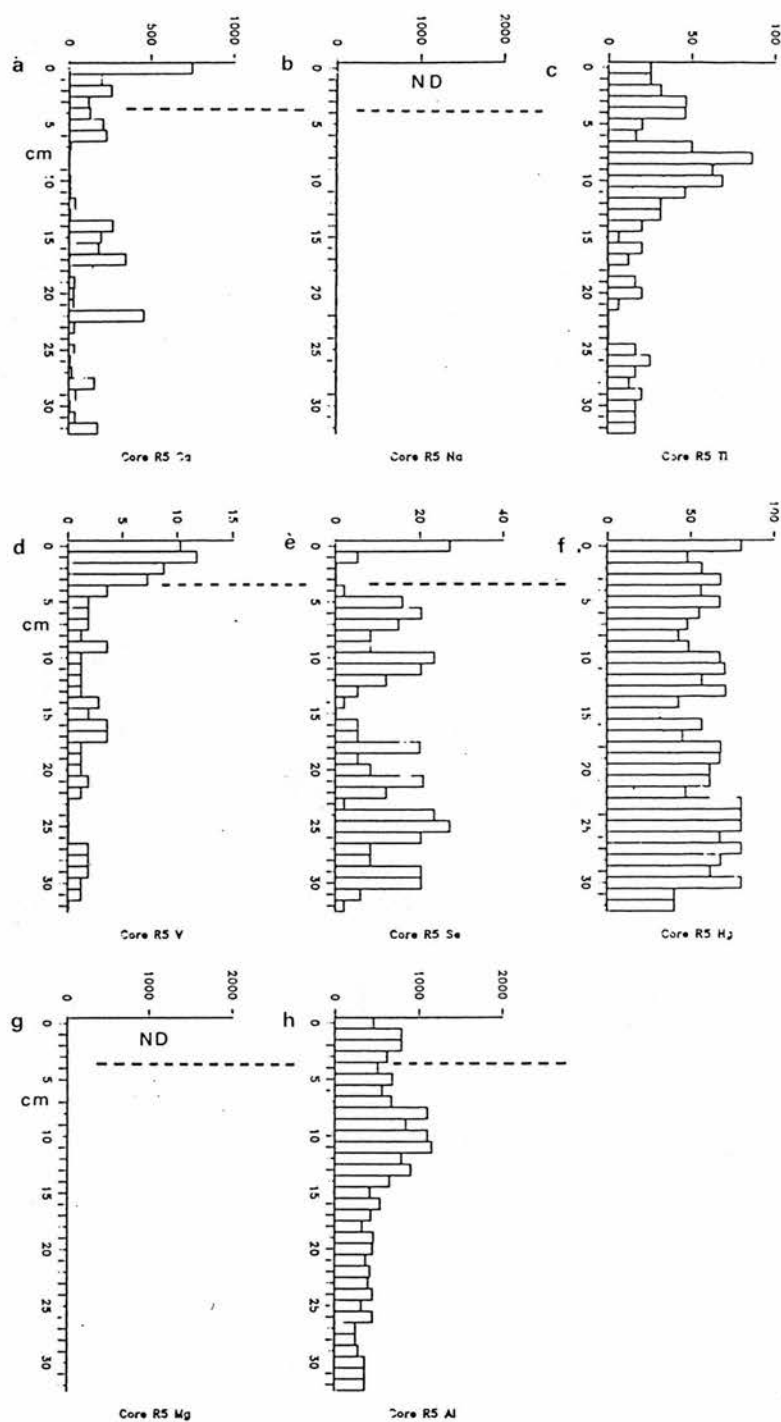 a
0 500 1000
b
0 1000 2000
ND
c
0 50 100
0 5 10 15 20 25 30
cm
0 5 10 15 20 25 30
0 5 10 15 20 25 30
Core R5 Ca
Core R5 Na
Core R5 Ti
d
0 5 10 15
e
0 20 40
f
0 50 100
0 5 10 15 20 25 30
cm
0 5 10 15 20 25 30
0 5 10 15 20 25 30
Core R5 V
Core R5 Se
Core R5 Hg
g
0 1000 2000
ND
h
0 1000 2000
0 5 10 15 20 25 30
cm
0 5 10 15 20 25 30
Core R5 Mg
Core R5 Al